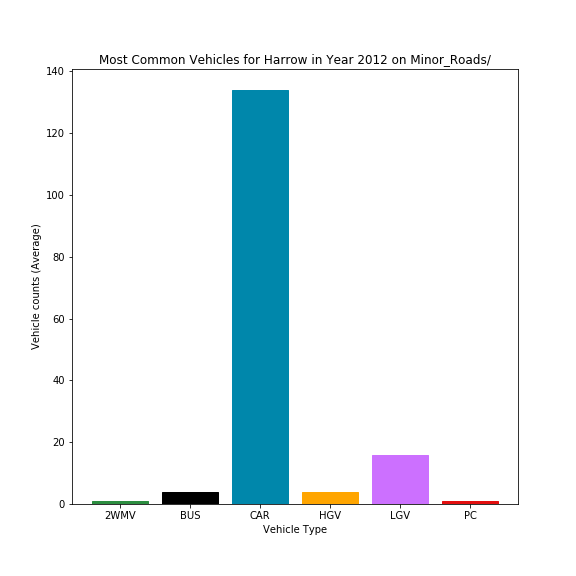 Most Common Vehicles for Harrow in Year 2012 on Minor_Roads/
140
120
100
80
60
40
20
0
Vehicle counts (Average)
2WMV BUS CAR HGV LGV PC
Vehicle Type